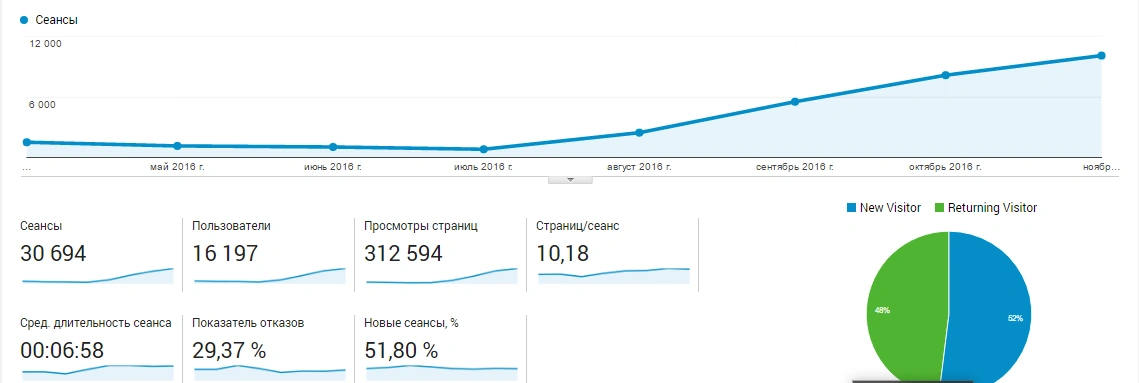 Сеансы
12 000
6 000
... май 2016 г. июнь 2016 г. июль 2016 г. август 2016 г. сентябрь 2016 г. октябрь 2016 г. ноябр...
New Visitor Returning Visitor
Сеансы Пользователи Просмотры страниц Страниц/сеанс
30 694 16 197 312 594 10,18
48% 52%
Сред. длительность сеанса Показатель отказов Новые сеансы, %
00:06:58 29,37 % 51,80 %